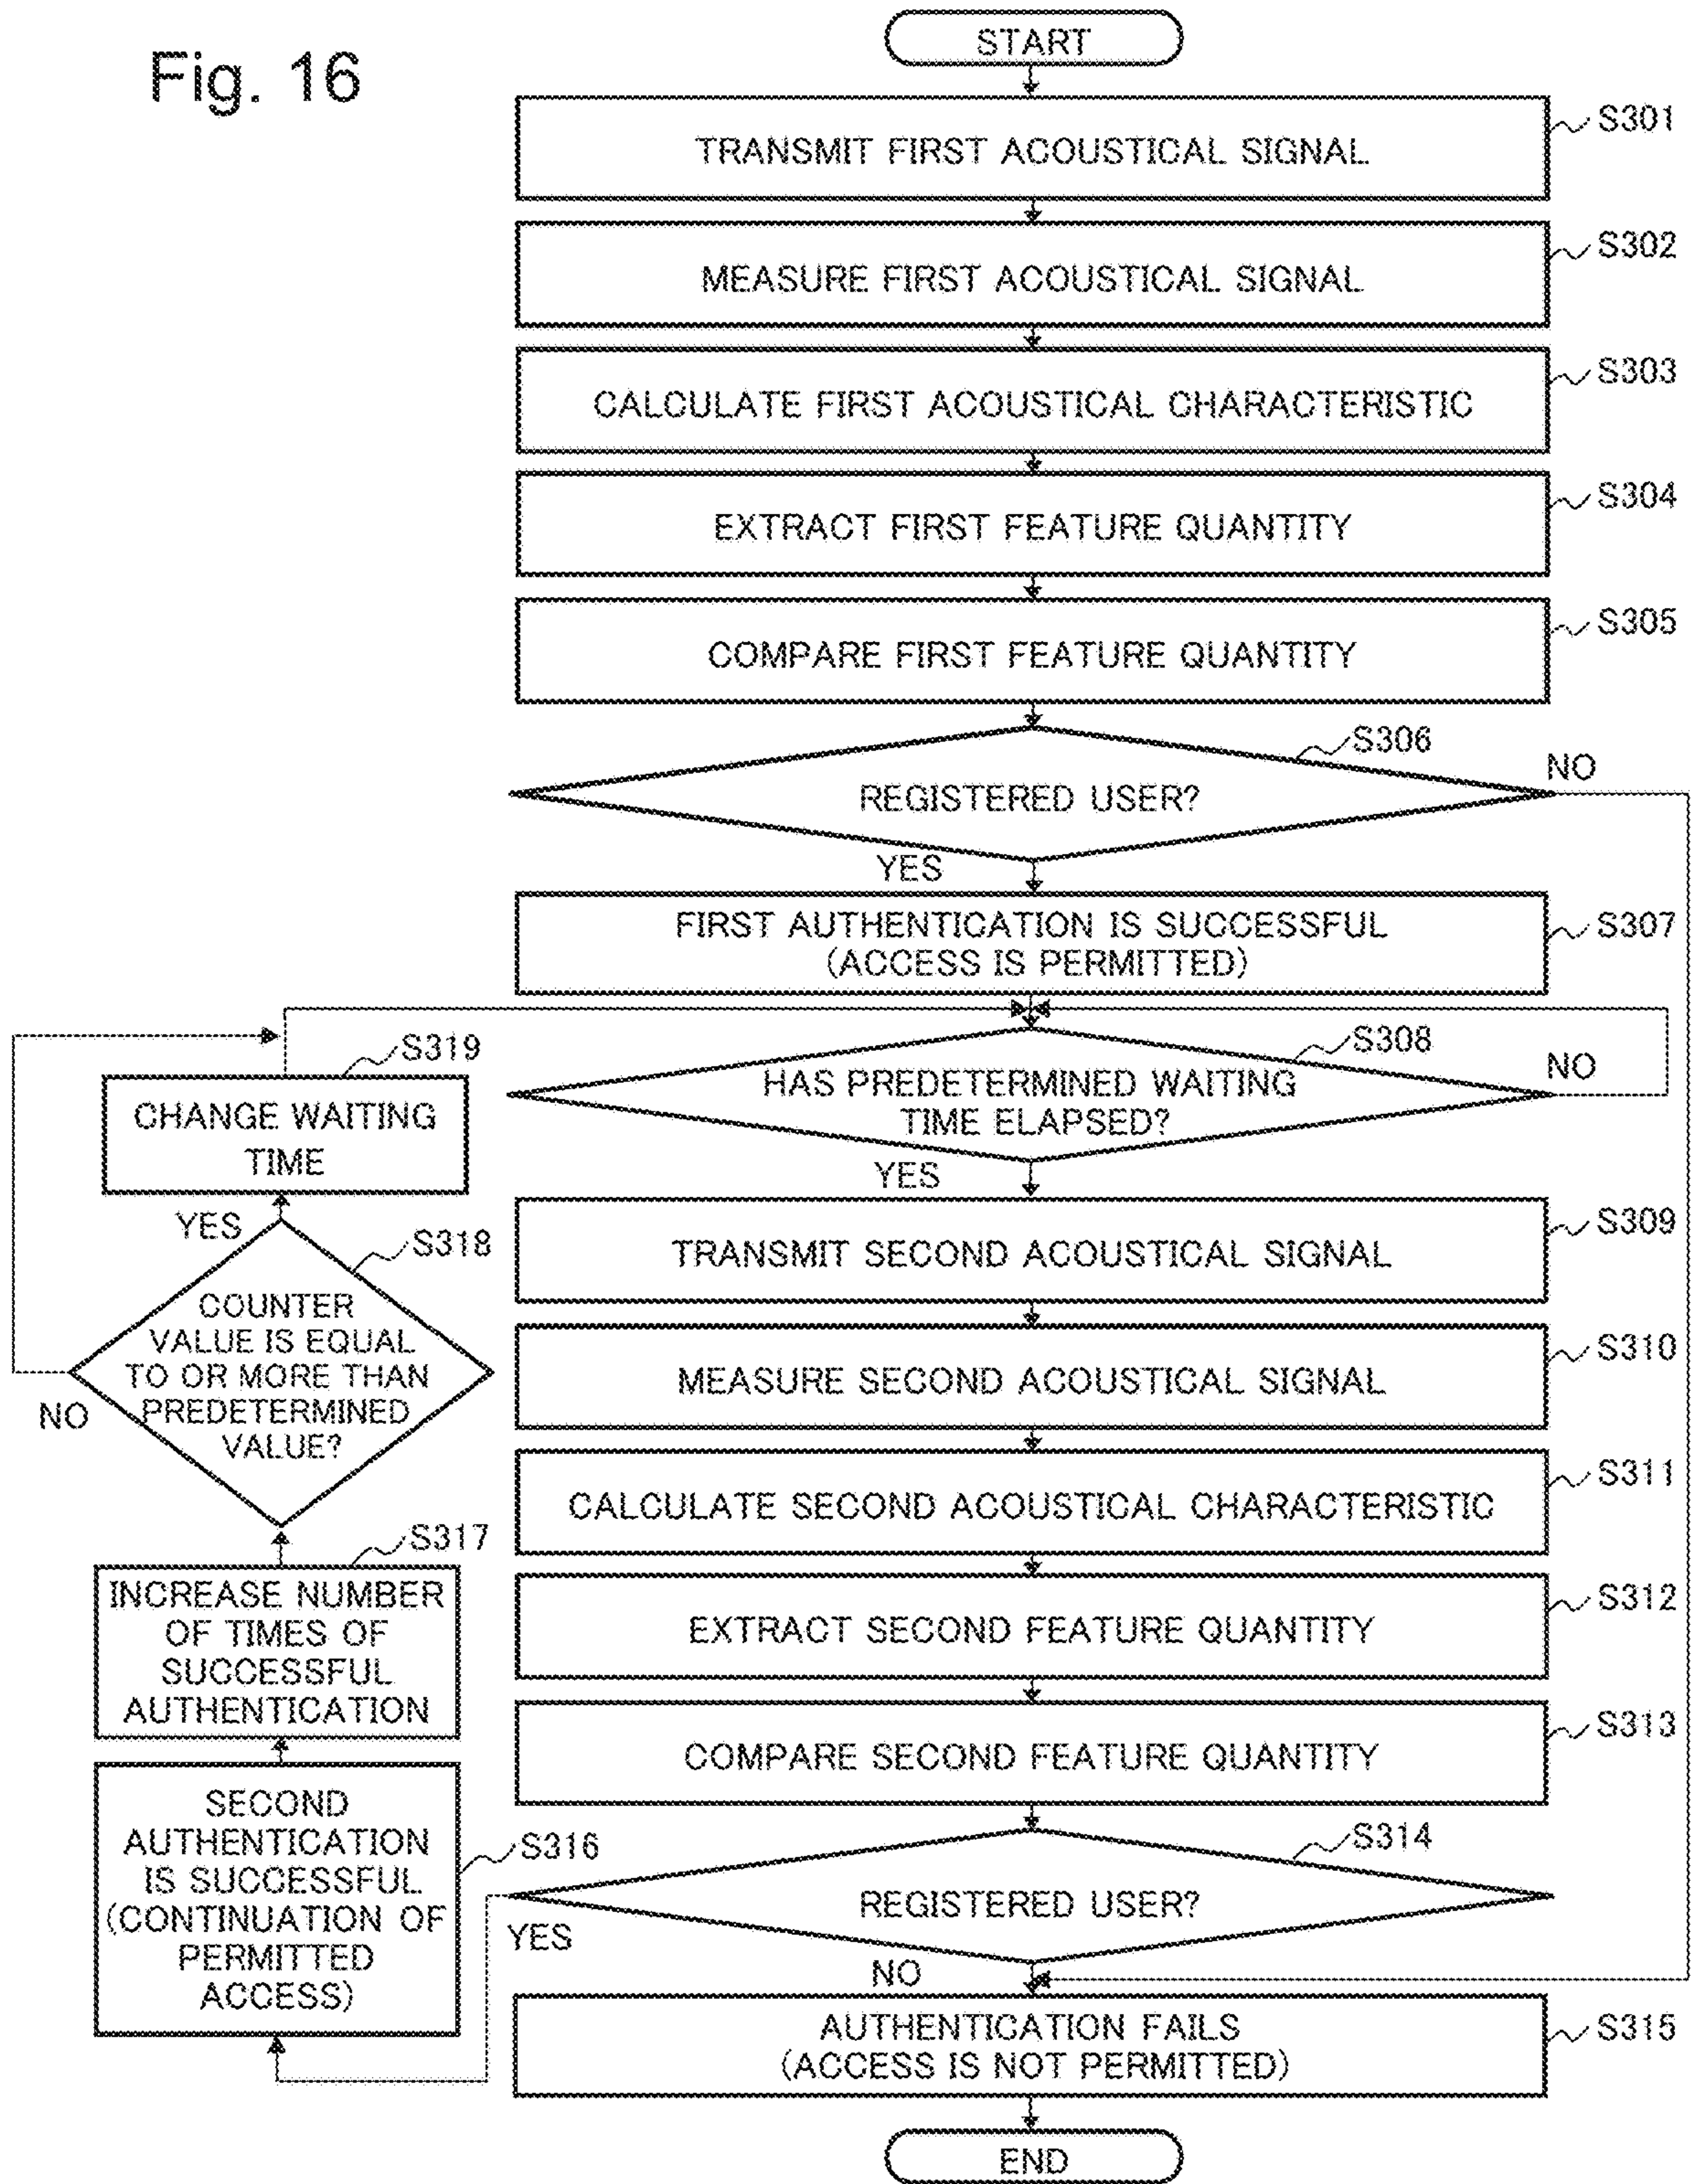 Fig. 16
START
TRANSMIT FIRST ACOUSTICAL SIGNAL
S301
MEASURE FIRST ACOUSTICAL SIGNAL
S302
CALCULATE FIRST ACOUSTICAL CHARACTERISTIC
S303
EXTRACT FIRST FEATURE QUANTITY
S304
COMPARE FIRST FEATURE QUANTITY
S305
REGISTERED USER?
S306
NO
YES
FIRST AUTHENTICATION IS SUCCESSFUL
(ACCESS IS PERMITTED)
S307
HAS PREDETERMINED WAITING
TIME ELAPSED?
S308
NO
YES
TRANSMIT SECOND ACOUSTICAL SIGNAL
S309
MEASURE SECOND ACOUSTICAL SIGNAL
S310
CALCULATE SECOND ACOUSTICAL CHARACTERISTIC
S311
EXTRACT SECOND FEATURE QUANTITY
S312
COMPARE SECOND FEATURE QUANTITY
S313
REGISTERED USER?
S314
YES
NO
AUTHENTICATION FAILS
(ACCESS IS NOT PERMITTED)
S315
END
SECOND
AUTHENTICATION
IS SUCCESSFUL
(CONTINUATION OF
PERMITTED
ACCESS)
S316
INCREASE NUMBER
OF TIMES OF
SUCCESSFUL
AUTHENTICATION
S317
COUNTER
VALUE IS EQUAL
TO OR MORE THAN
PREDETERMINED
VALUE?
S318
NO
YES
CHANGE WAITING
TIME
S319